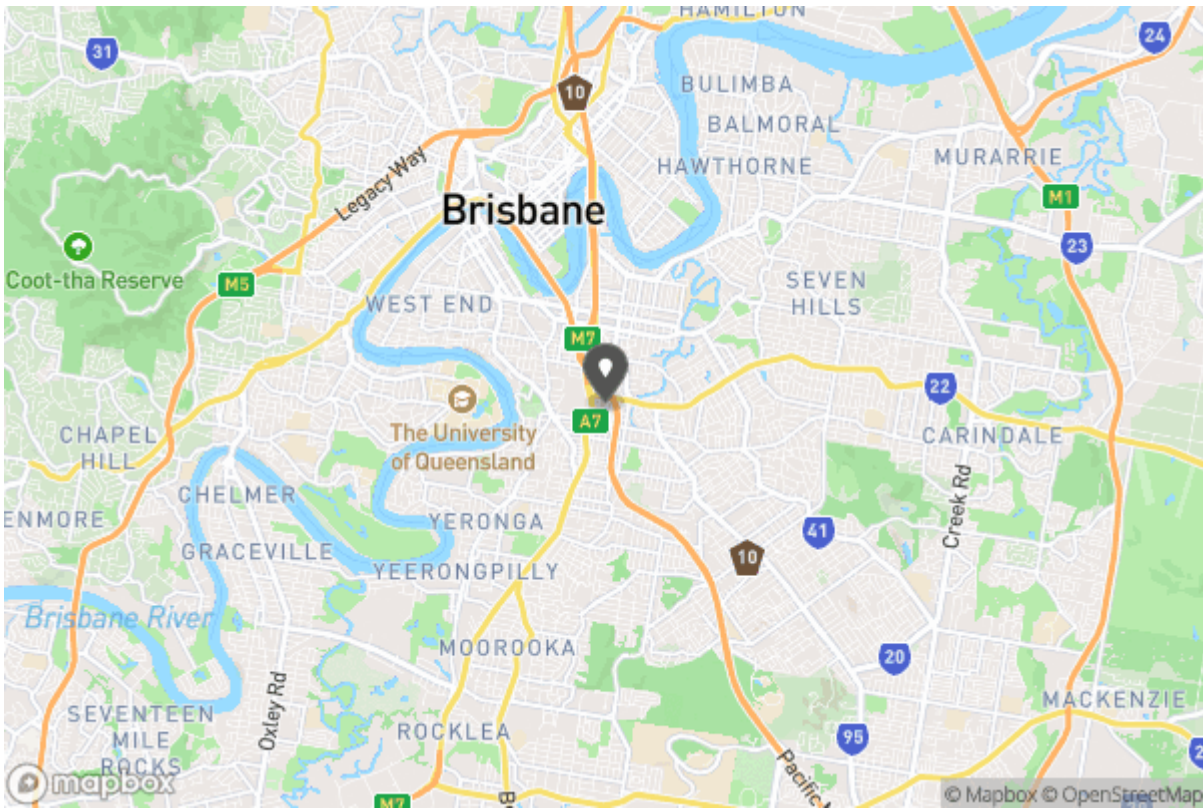 HAMILTON
31
24
10
BULIMBA
BALMORAL
HAWTHORNE
MURARRIE
Legacy Way
M1
Brisbane
23
Coot-tha Reserve
M5
SEVEN
HILLS
WEST END
M7
22
A7
The University
of Queensland
CHAPEL
HILL
CARINDALE
CHELMER
Creek Rd
ENMORE
YERONGA
41
GRACEVILLE
10
YEERONGPILLY
Brisbane River
MOOROOKA
20
Oxley Rd
MACKENZIE
SEVENTEEN
MILE
ROCKS
ROCKLEA
95
2
Pacific M
mapbox
M7
B
© Mapbox © OpenStreetMap